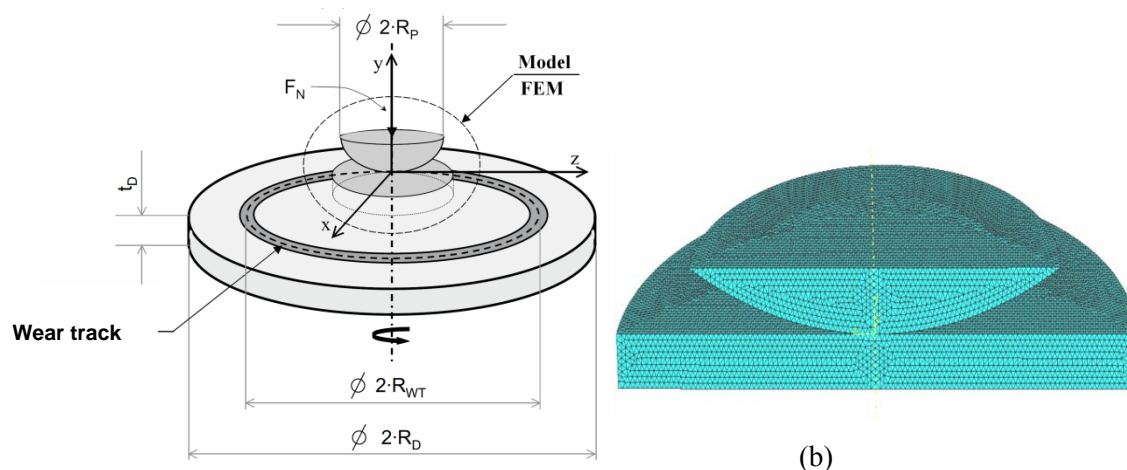 ∅ 2·R_P
y
Model
FEM
F_N
z
t_D
x
Wear track
∅ 2·R_WT
∅ 2·R_D
(b)